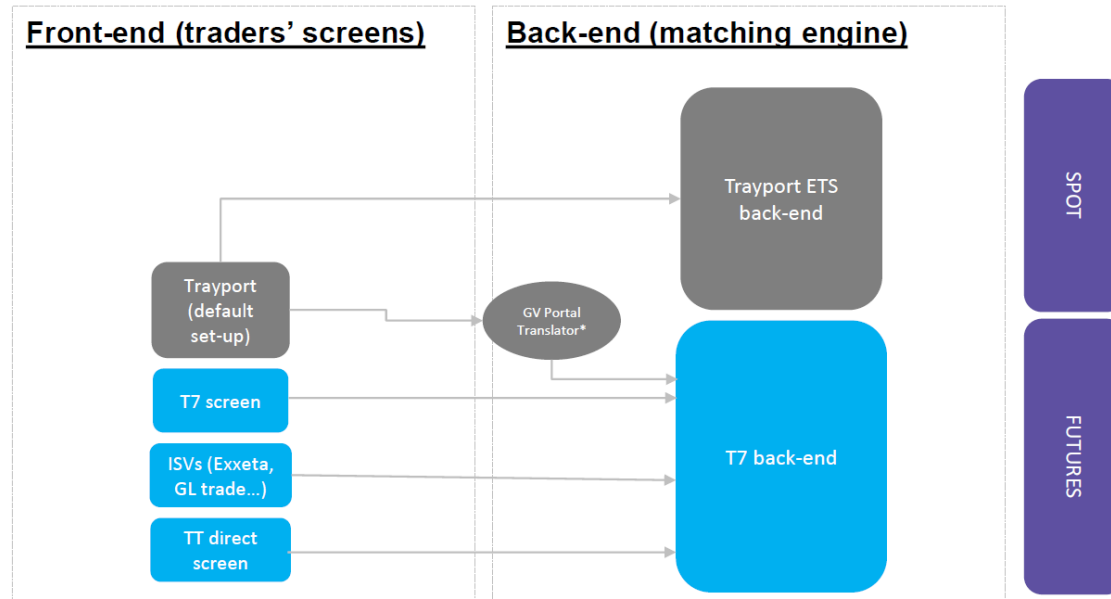 Front-end (traders’ screens)
Back-end (matching engine)
Trayport ETS
back-end
SPOT
Trayport
(default
set-up)
GV Portal
Translator*
T7 screen
T7 back-end
FUTURES
ISVs (Exxeta,
GL trade...)
TT direct
screen